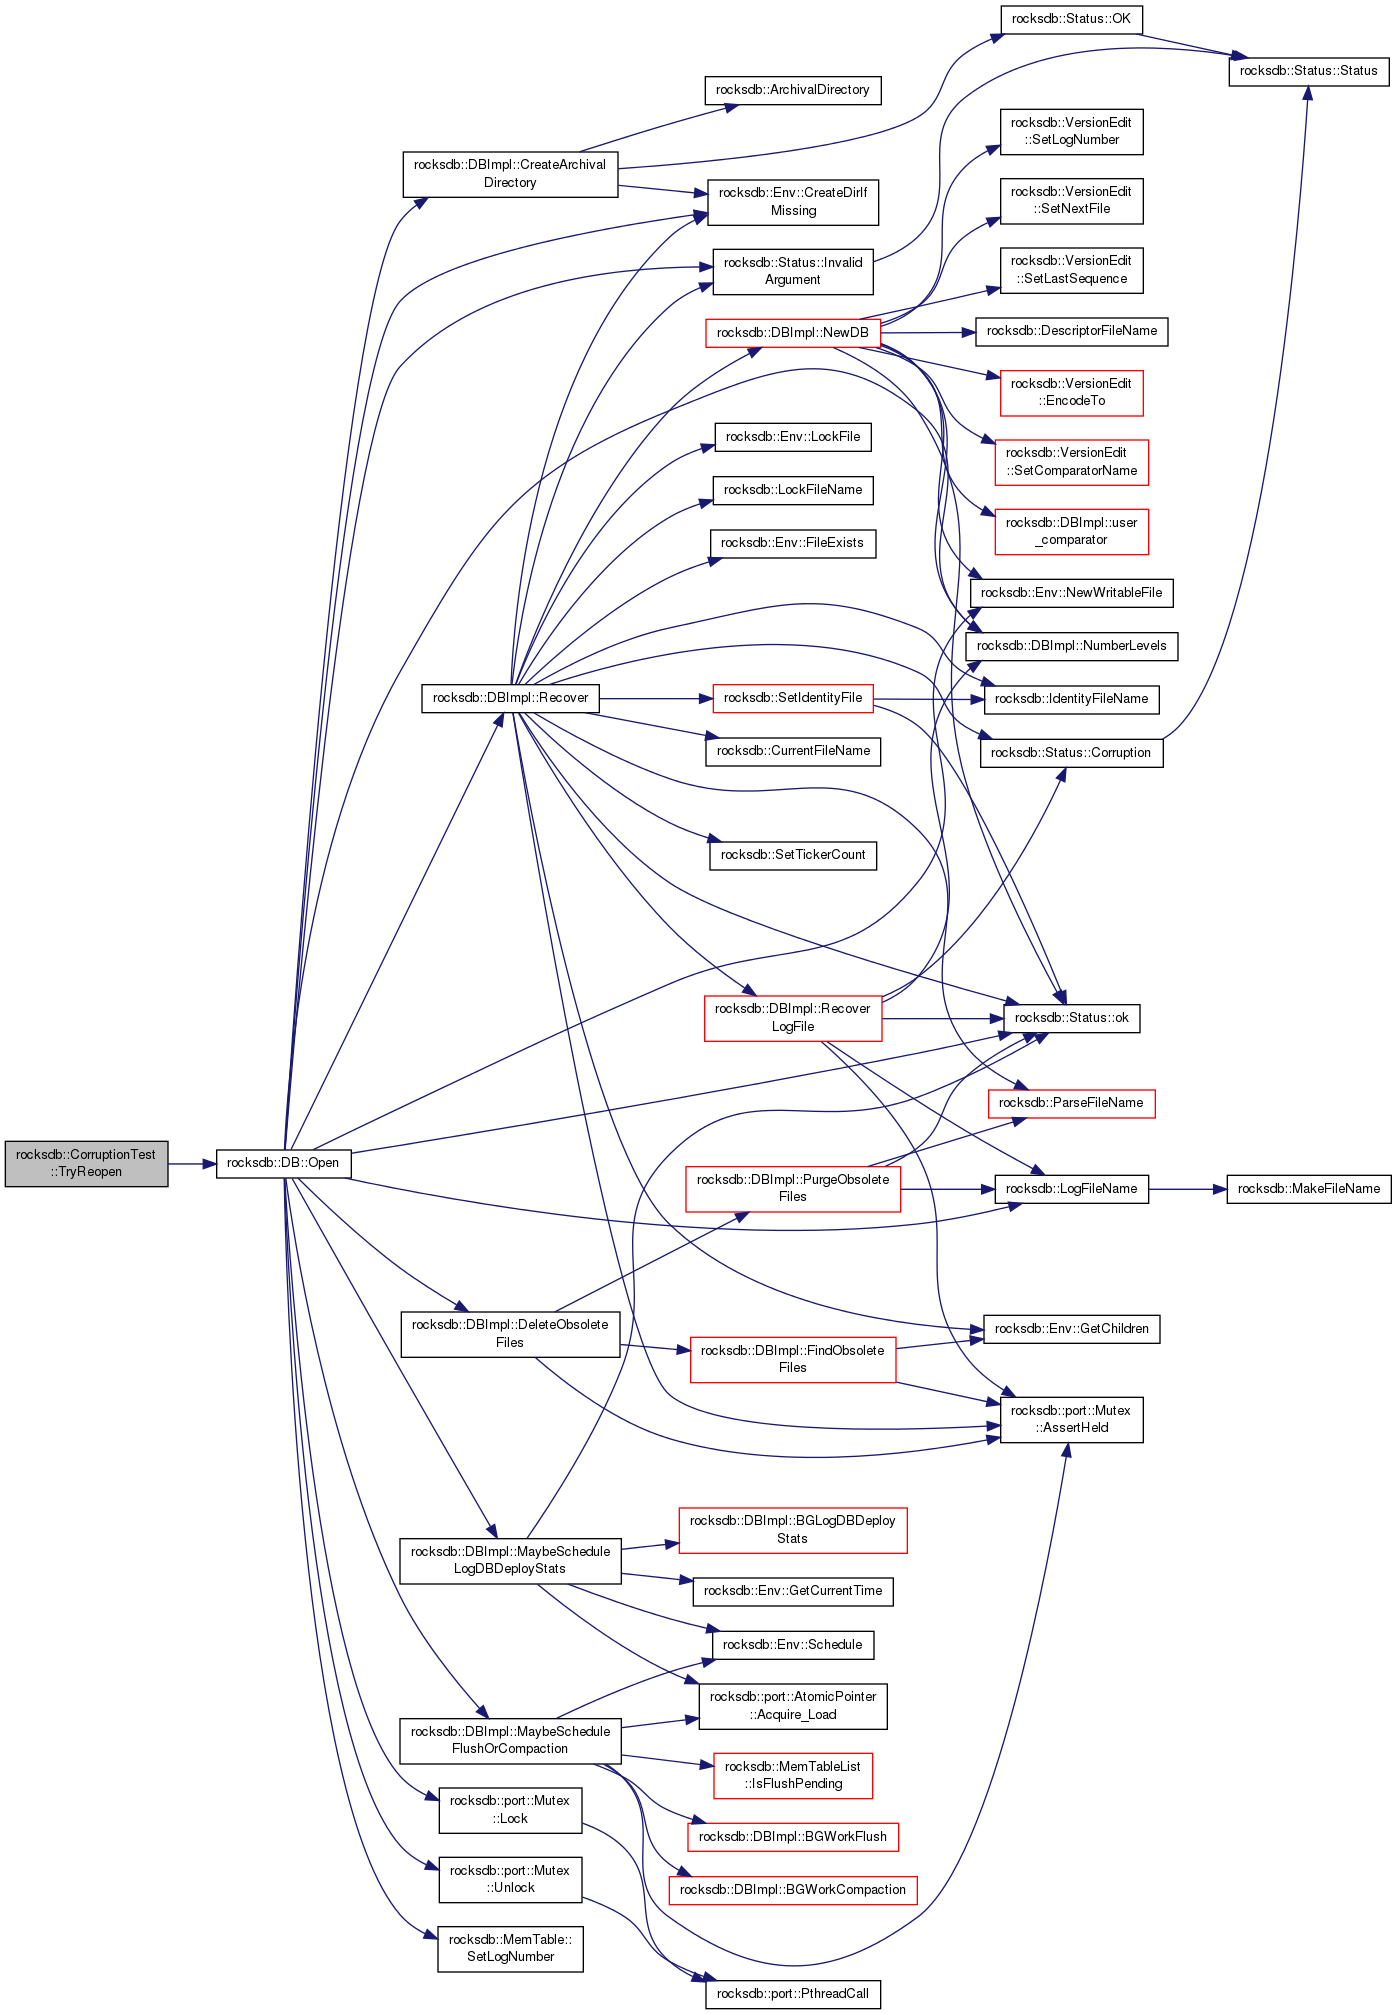 rocksdb::Status::OK
rocksdb::Status::Status
rocksdb::ArchivalDirectory
rocksdb::VersionEdit
::SetLogNumber
rocksdb::DBImpl::CreateArchival
Directory
rocksdb::Env::CreateDirIf
Missing
rocksdb::VersionEdit
::SetNextFile
rocksdb::Status::Invalid
Argument
rocksdb::VersionEdit
::SetLastSequence
rocksdb::DBImpl::NewDB
rocksdb::DescriptorFileName
rocksdb::VersionEdit
::EncodeTo
rocksdb::Env::LockFile
rocksdb::VersionEdit
::SetComparatorName
rocksdb::LockFileName
rocksdb::DBImpl::user
_comparator
rocksdb::Env::FileExists
rocksdb::Env::NewWritableFile
rocksdb::DBImpl::NumberLevels
rocksdb::DBImpl::Recover
rocksdb::SetIdentityFile
rocksdb::IdentityFileName
rocksdb::CurrentFileName
rocksdb::Status::Corruption
rocksdb::SetTickerCount
rocksdb::DBImpl::Recover
LogFile
rocksdb::Status::ok
rocksdb::ParseFileName
rocksdb::CorruptionTest
::TryReopen
rocksdb::DB::Open
rocksdb::DBImpl::PurgeObsolete
Files
rocksdb::LogFileName
rocksdb::MakeFileName
rocksdb::DBImpl::DeleteObsolete
Files
rocksdb::DBImpl::FindObsolete
Files
rocksdb::Env::GetChildren
rocksdb::port::Mutex
::AssertHeld
rocksdb::DBImpl::BGLogDBDeploy
Stats
rocksdb::DBImpl::MaybeSchedule
LogDBDeployStats
rocksdb::Env::GetCurrentTime
rocksdb::Env::Schedule
rocksdb::port::AtomicPointer
::Acquire_Load
rocksdb::DBImpl::MaybeSchedule
FlushOrCompaction
rocksdb::MemTableList
::IsFlushPending
rocksdb::port::Mutex
::Lock
rocksdb::DBImpl::BGWorkFlush
rocksdb::port::Mutex
::Unlock
rocksdb::DBImpl::BGWorkCompaction
rocksdb::MemTable::
SetLogNumber
rocksdb::port::PthreadCall